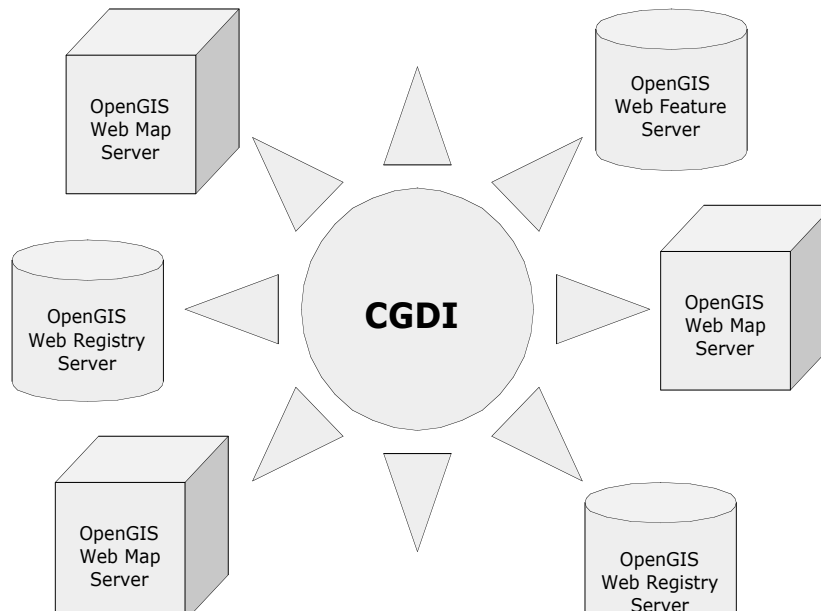 OpenGIS
Web Map
Server
OpenGIS
Web Feature
Server
OpenGIS
Web Registry
Server
CGDI
OpenGIS
Web Map
Server
OpenGIS
Web Map
Server
OpenGIS
Web Registry
Server